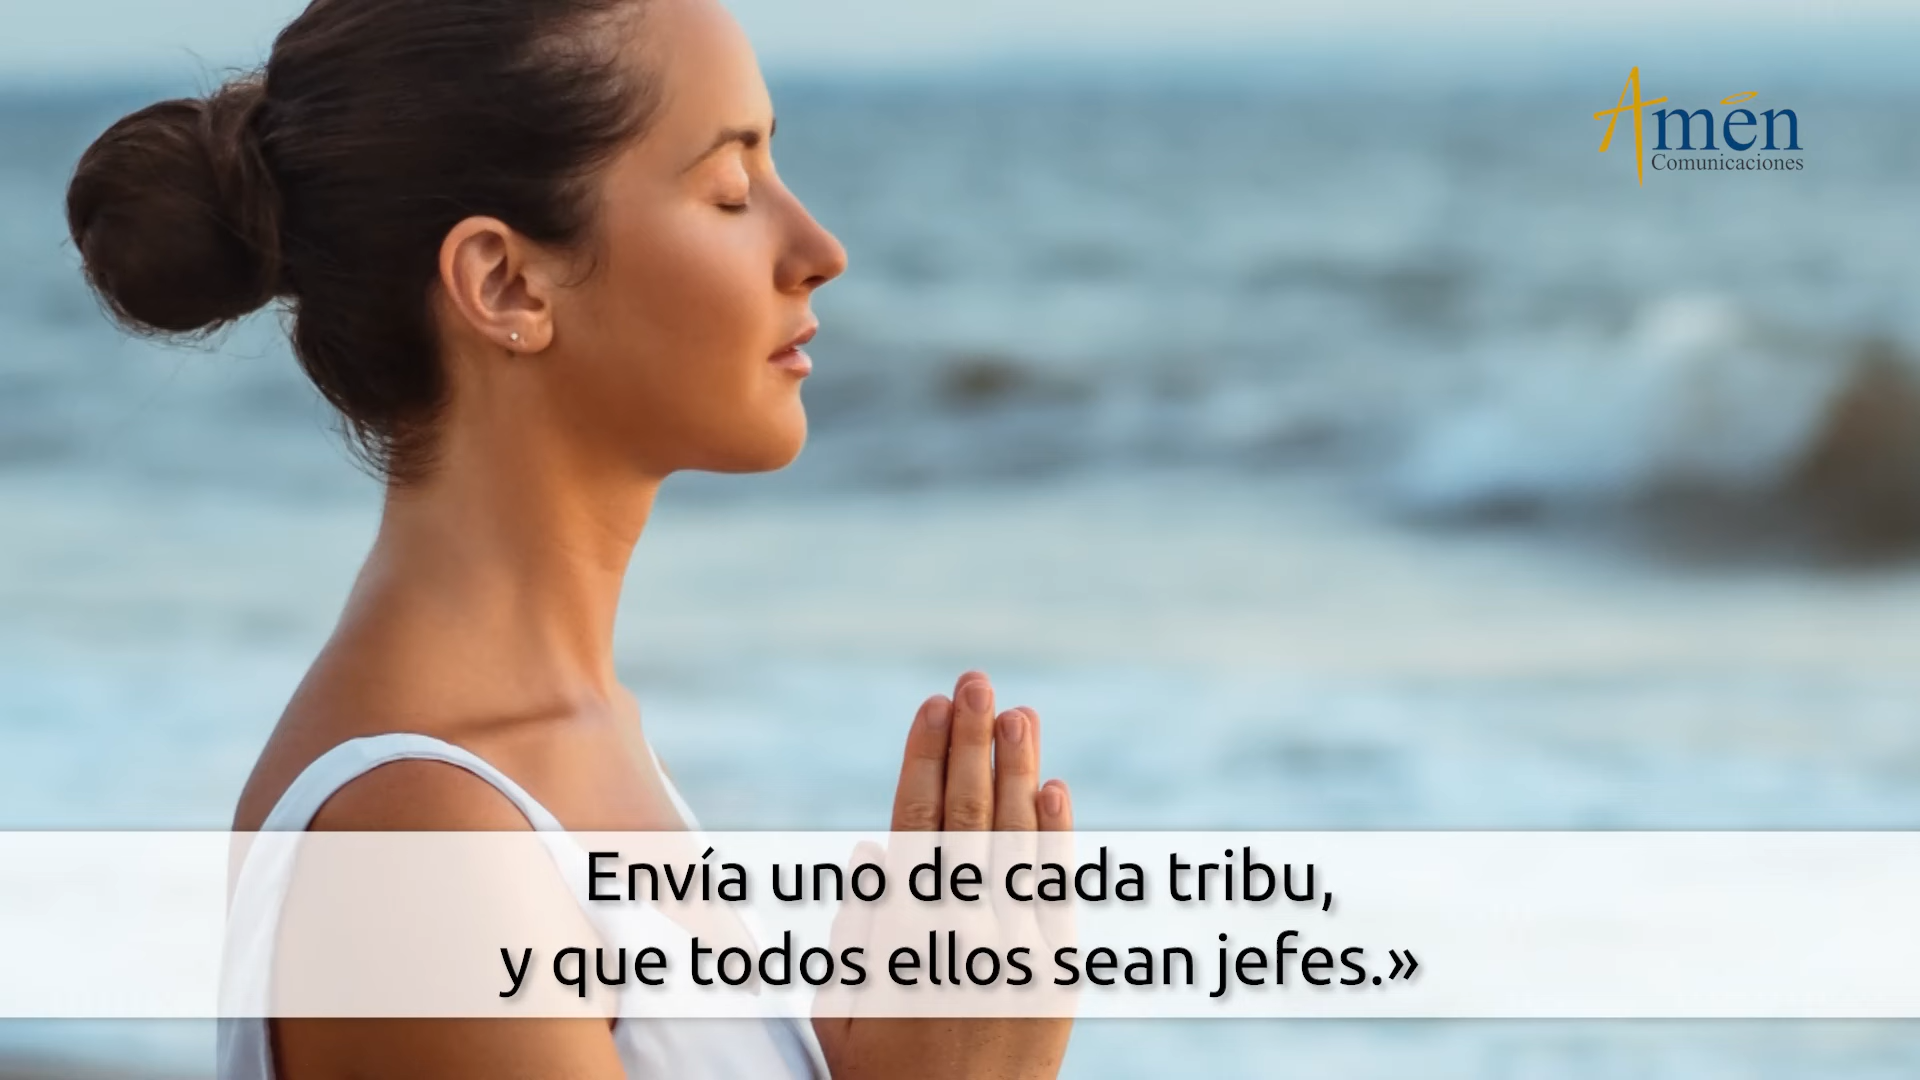 Amén
Comunicaciones
Envía uno de cada tribu,
y que todos ellos sean jefes.»